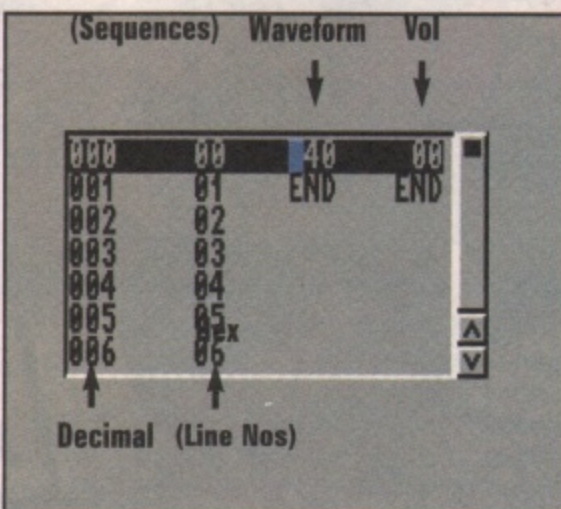 (Sequences) Waveform Vol
000 00 40 00
001 01 END END
002 02
003 03
004 04
005 05
Hex
006 06
Decimal (Line Nos)